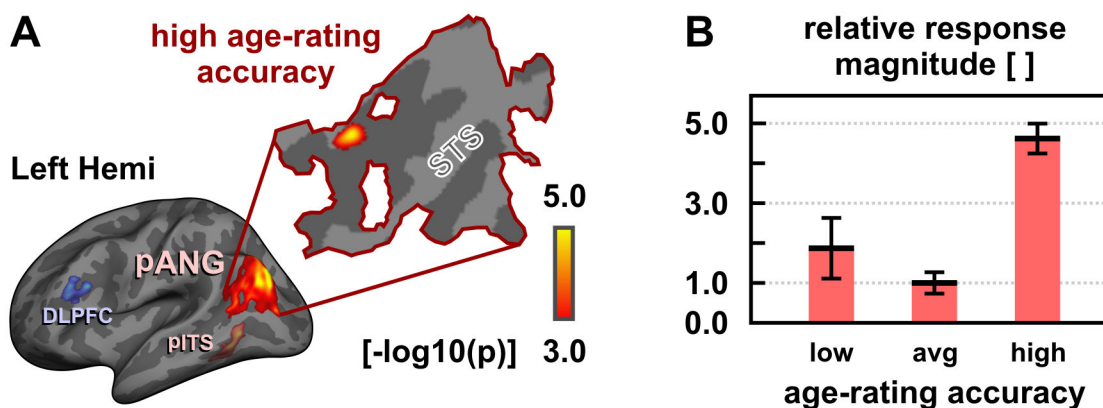 A
high age-rating
accuracy
STS
Left Hemi
pANG
DLPFC
pITS
5.0
[-log10(p)] 3.0
B
relative response
magnitude [ ]
5.0
3.0
1.0
0.0
low avg high
age-rating accuracy